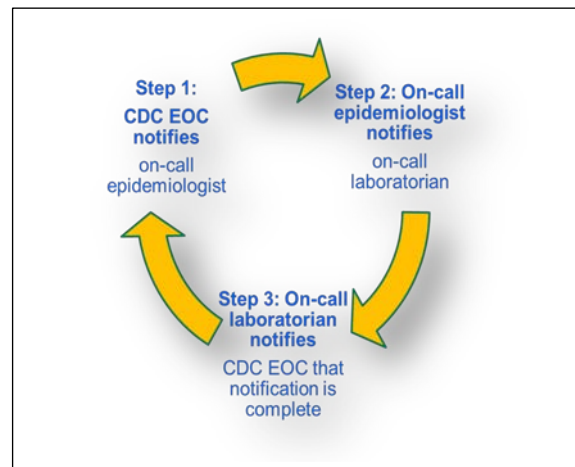 Step 1:
CDC EOC
notifies
on-call
epidemiologist
Step 2: On-call
epidemiologist
notifies
on-call
laboratorian
Step 3: On-call
laboratorian
notifies
CDC EOC that
notification is
complete